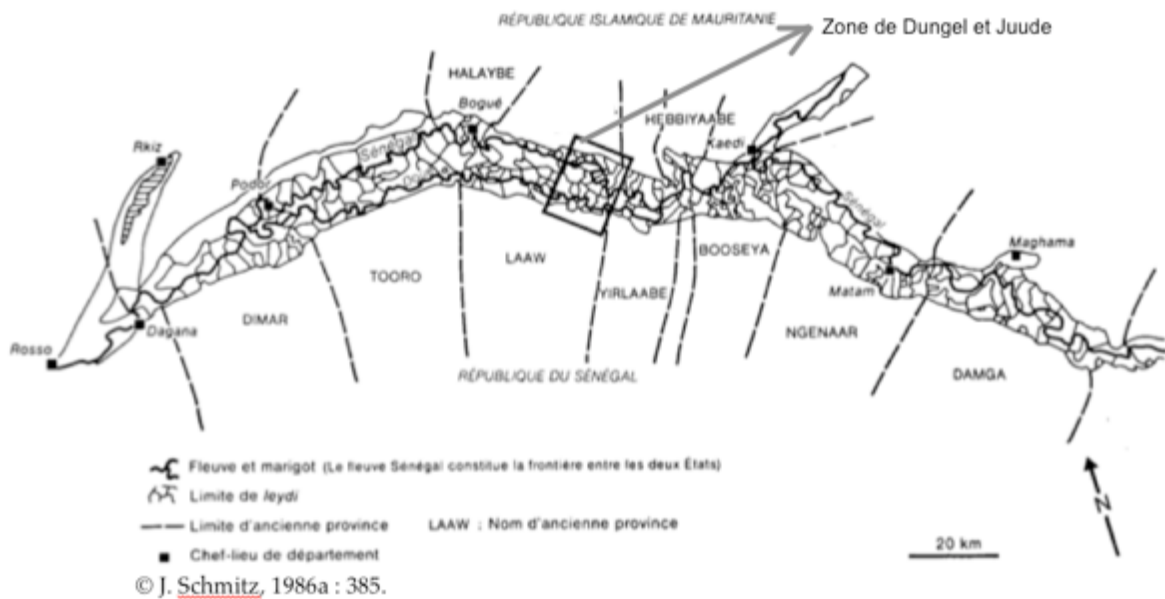 RÉPUBLIQUE ISLAMIQUE DE MAURITANIE
Zone de Dungel et Juude
HALAYBE
Bogué
HEBBIYAABE
Kaedi
Rkiz
Sénégal
Podor
Sénégal
Maghama
LAAW
BOOSEYA
TOORO
Matam
YIRLAABE
DIMAR
Dagana
NGENAAR
Rosso
RÉPUBLIQUE DU SÉNÉGAL
DAMGA
Fleuve et marigot (Le fleuve Sénégal constitue la frontière entre les deux États)
Limite de leydi
Limite d'ancienne province LAAW : Nom d'ancienne province
Chef-lieu de département
N
20 km
© J. Schmitz, 1986a : 385.